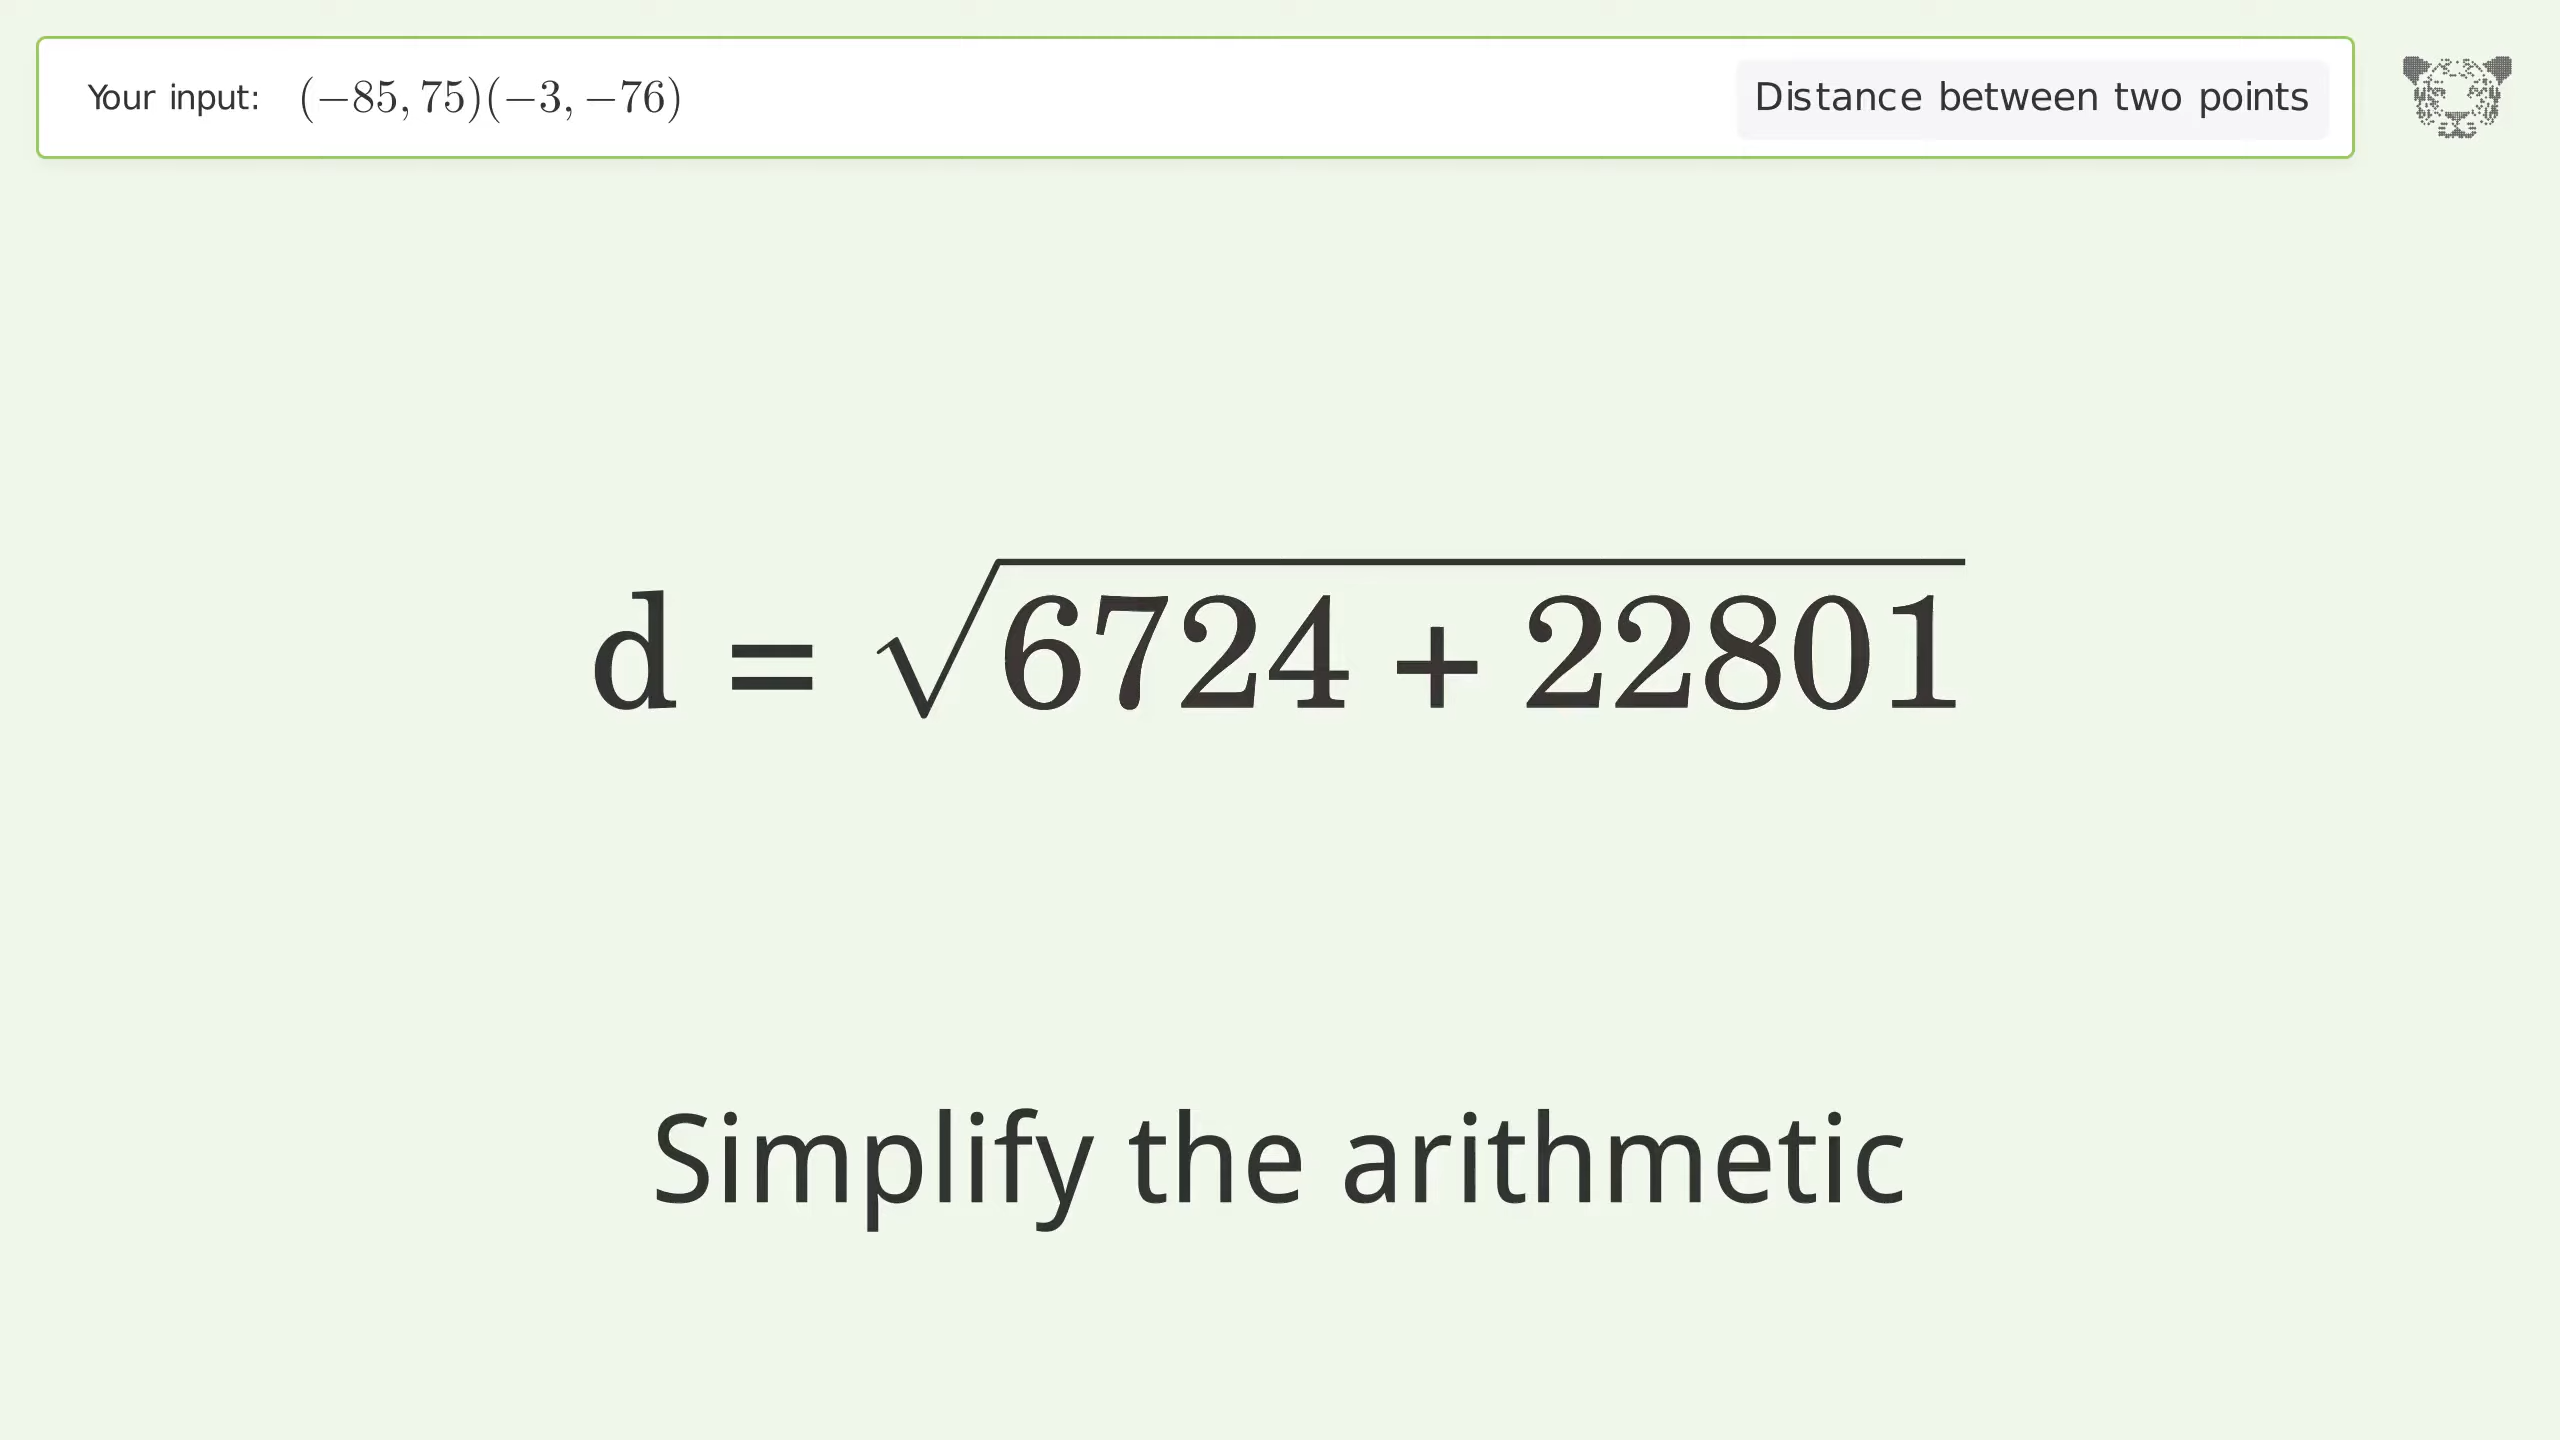 Your input: (−85, 75)(−3, −76) Distance between two points
d = √6724 + 22801
Simplify the arithmetic